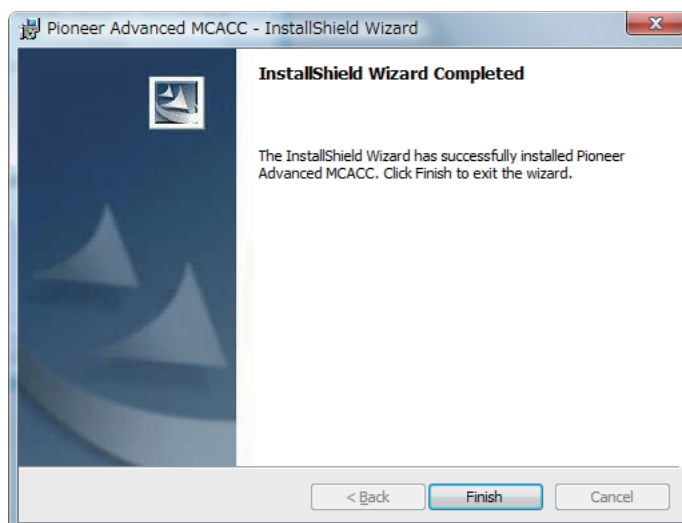 Pioneer Advanced MCACC - InstallShield Wizard
InstallShield Wizard Completed
The InstallShield Wizard has successfully installed Pioneer
Advanced MCACC. Click Finish to exit the wizard.
< Back
Finish
Cancel